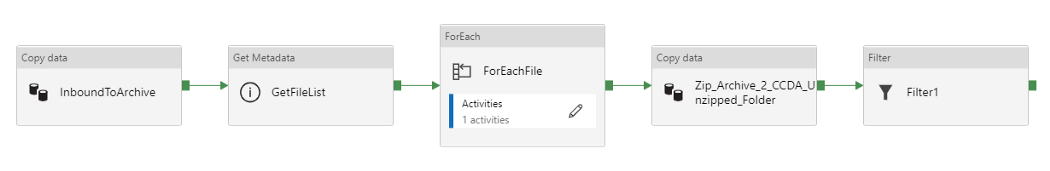 Copy data
InboundToArchive
Get Metadata
GetFileList
ForEach
ForEachFile
Activities
1 activities
Copy data
Zip_Archive_2_CCDA_U
nzipped_Folder
Filter
Filter1